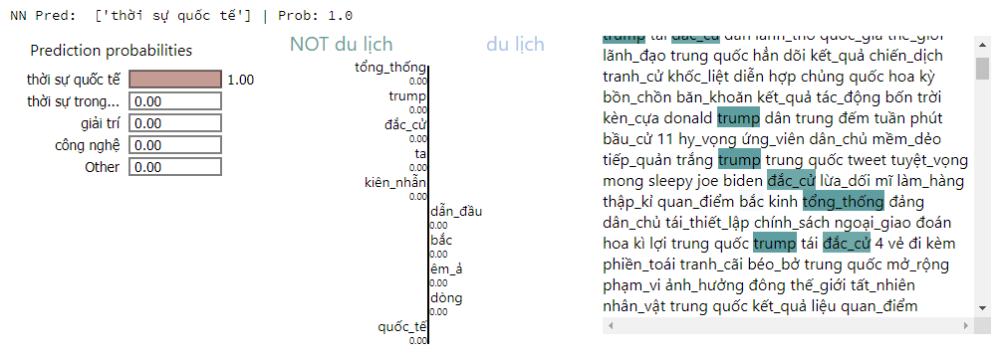 NN Pred:  ['thời sự quốc tế'] | Prob: 1.0
Prediction probabilities
thời sự quốc tế 1.00
thời sự trong... 0.00
giải trí 0.00
công nghệ 0.00
Other 0.00
NOT du lịch du lịch
tổng_thống
0.00
trump
0.00
đắc_cử
0.00
ta
0.00
kiên_nhẫn
0.00
dẫn_đầu
0.00
bắc
0.00
êm_ả
0.00
dòng
0.00
quốc_tế
0.00
trump tái đắc_cử dân lãnh_thổ quốc_gia thế_giới
lãnh_đạo trung quốc hẳn dõi kết_quả chiến_dịch
tranh_cử khốc_liệt diễn hợp chủng quốc hoa kỳ
bồn_chồn băn_khoăn kết_quả tác_động bốn trời
kèn_cựa donald trump dân trung đếm tuần phút
bầu_cử 11 hy_vọng ứng_viên dân_chủ mềm_dẻo
tiếp_quản trắng trump trung quốc tweet tuyệt_vọng
mong sleepy joe biden đắc_cử lừa_dối mĩ làm_hàng
thập_kỉ quan_điểm bắc kinh tổng_thống đảng
dân_chủ tái_thiết_lập chính_sách ngoại_giao đoán
hoa kì lợi trung quốc trump tái đắc_cử 4 vẻ đi kèm
phiền_toái tranh_cãi béo_bở trung quốc mở_rộng
phạm_vi ảnh_hưởng đông thế_giới tất_nhiên
nhân_vật trung quốc kết_quả liệu quan_điểm